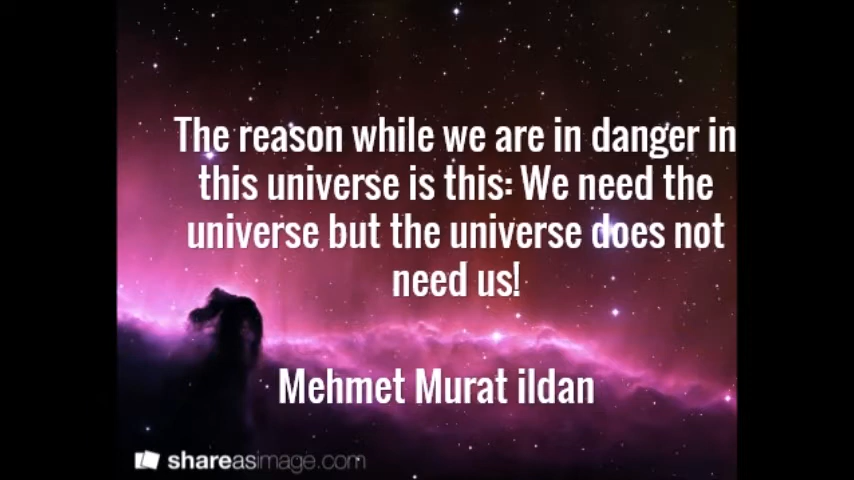 The reason while we are in danger in
this universe is this: We need the
universe but the universe does not
need us!
Mehmet Murat ildan
shareasimage.com